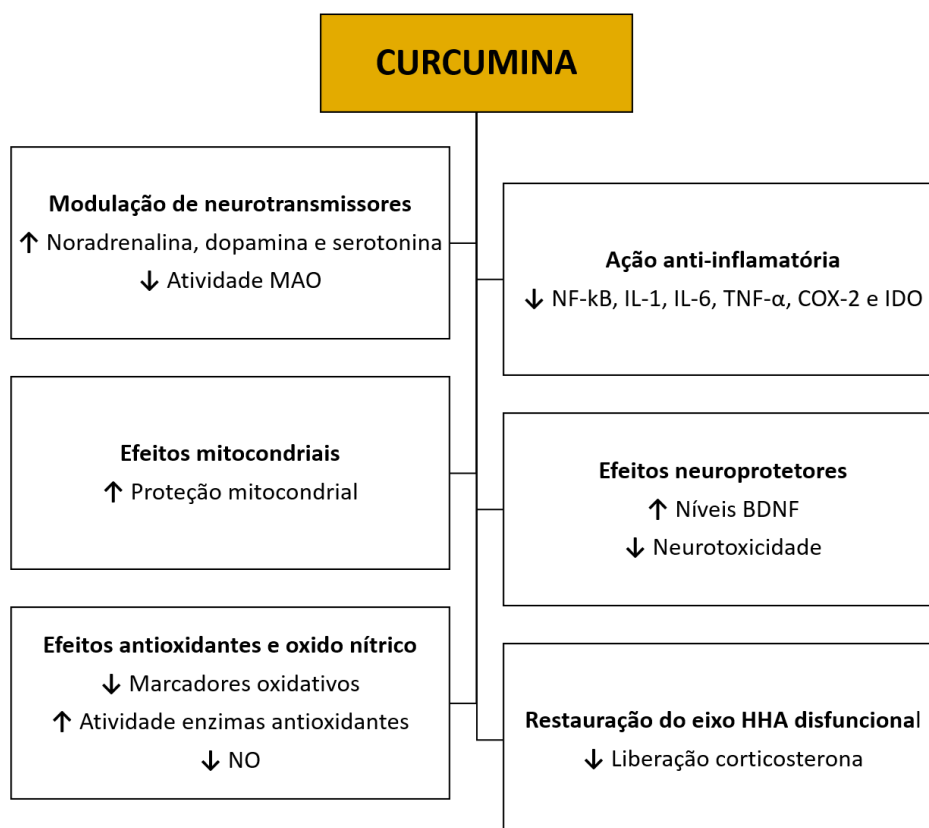 CURCUMINA
Modulação de neurotransmissores
↑ Noradrenalina, dopamina e serotonina
↓ Atividade MAO
Ação anti-inflamatória
↓ NF-kB, IL-1, IL-6, TNF-α, COX-2 e IDO
Efeitos mitocondriais
↑ Proteção mitocondrial
Efeitos neuroprotetores
↑ Níveis BDNF
↓ Neurotoxicidade
Efeitos antioxidantes e oxido nítrico
↓ Marcadores oxidativos
↑ Atividade enzimas antioxidantes
↓ NO
Restauração do eixo HHA disfuncional
↓ Liberação corticosterona